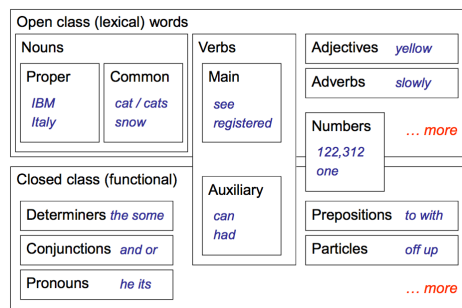 Open class (lexical) words
Nouns
Proper
IBM
Italy
Common
cat / cats
snow
Verbs
Main
see
registered
Adjectives yellow
Adverbs slowly
Numbers
122,312
one
… more
Closed class (functional)
Determiners the some
Conjunctions and or
Pronouns he its
Auxiliary
can
had
Prepositions to with
Particles off up
… more